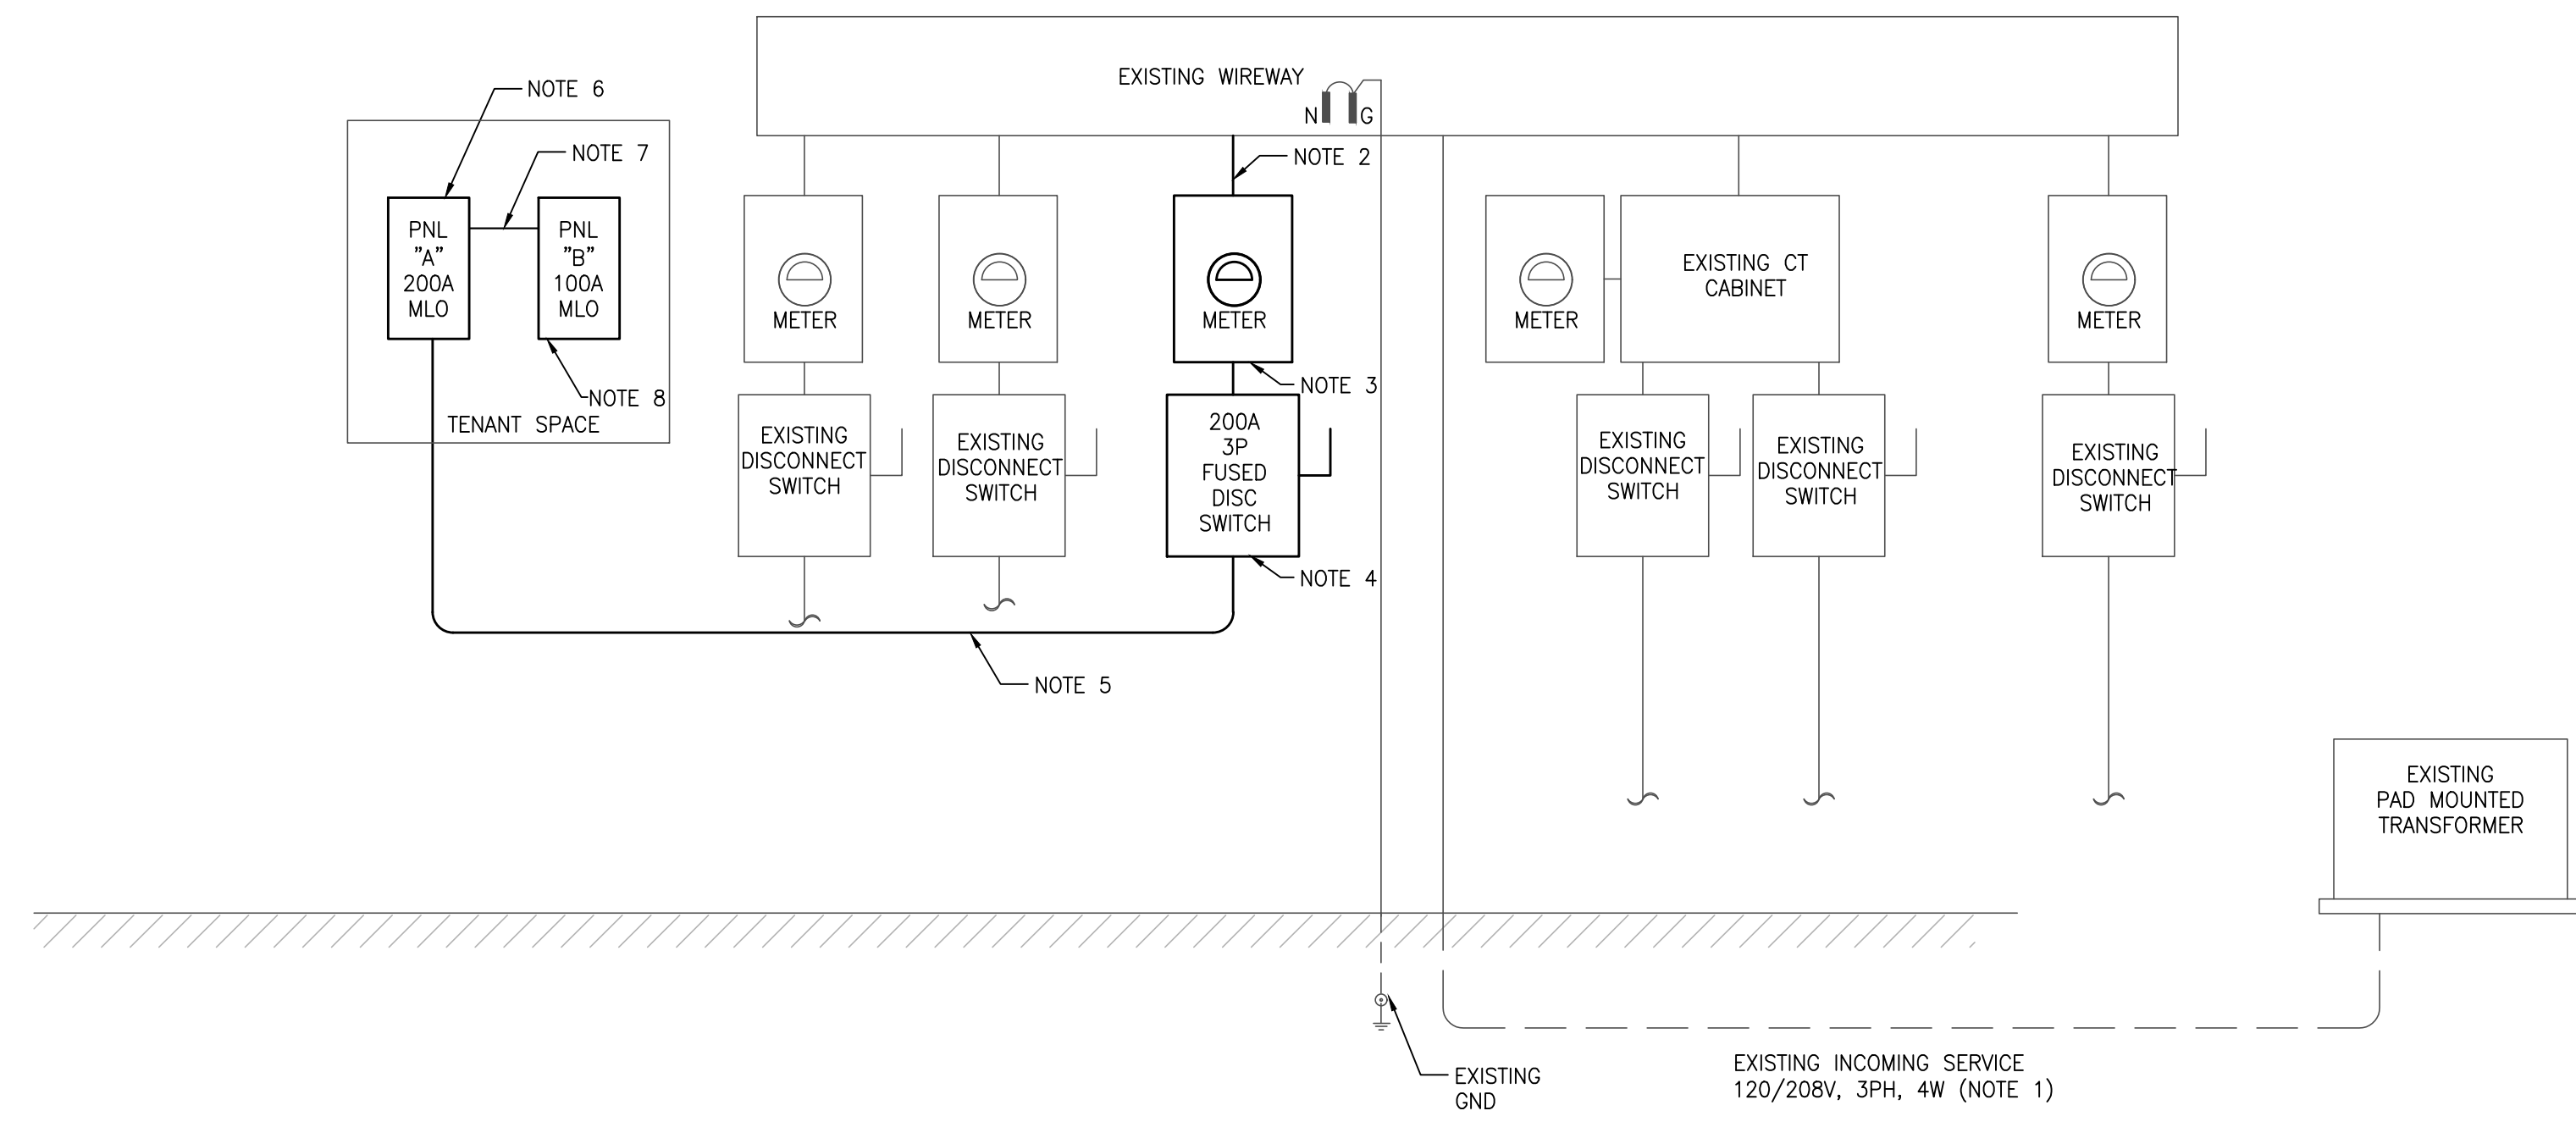 EXISTING WIREWAY
N G
NOTE 6
NOTE 7
PNL
"A"
200A
MLO
PNL
"B"
100A
MLO
NOTE 8
TENANT SPACE
NOTE 2
METER
METER
METER
METER
EXISTING CT
CABINET
METER
NOTE 3
EXISTING
DISCONNECT
SWITCH
EXISTING
DISCONNECT
SWITCH
200A
3P
FUSED
DISC
SWITCH
EXISTING
DISCONNECT
SWITCH
EXISTING
DISCONNECT
SWITCH
EXISTING
DISCONNECT
SWITCH
NOTE 4
NOTE 5
EXISTING
PAD MOUNTED
TRANSFORMER
EXISTING
GND
EXISTING INCOMING SERVICE
120/208V, 3PH, 4W (NOTE 1)